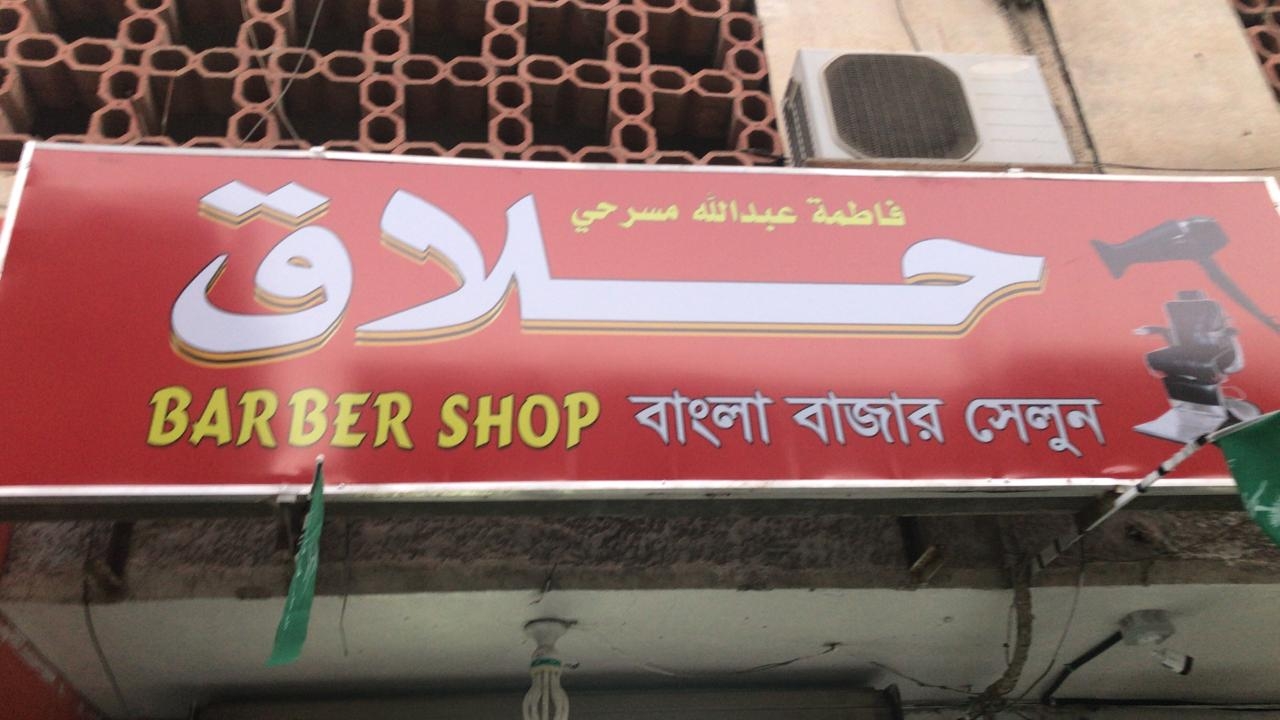 فاطمة عبدالله مسرحي
حلاق
BARBER SHOP বাংলা বাজার সেলুন